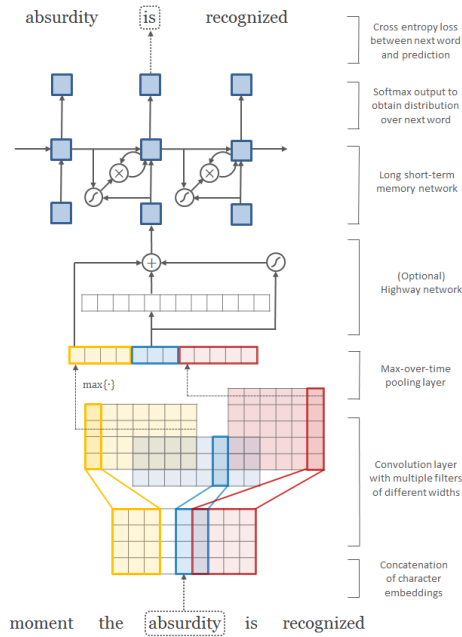 absurdity is recognized
Cross entropy loss
between next word
and prediction
Softmax output to
obtain distribution
over next word
Long short-term
memory network
(Optional)
Highway network
+
Max-over-time
pooling layer
max{·}
Convolution layer
with multiple filters
of different widths
Concatenation
of character
embeddings
moment the absurdity is recognized